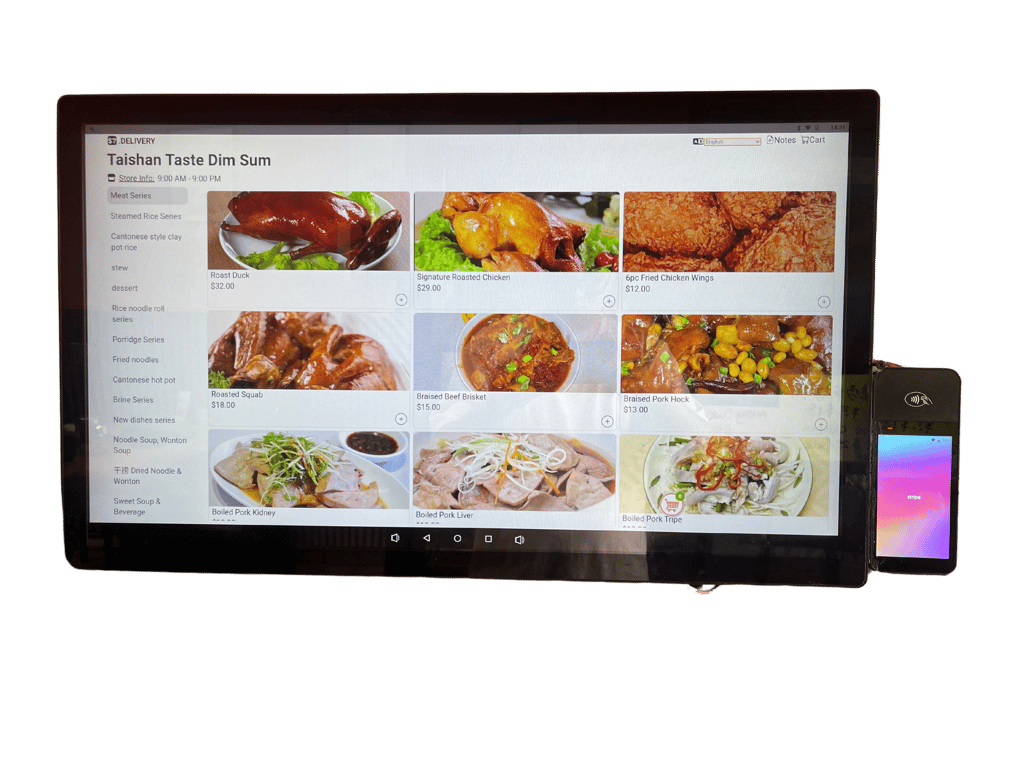 14:21
ST .DELIVERY
English
Notes
Cart
Taishan Taste Dim Sum
Store Info: 9:00 AM - 9:00 PM
Meat Series
Steamed Rice Series
Cantonese style clay
pot rice
stew
dessert
Rice noodle roll
series
Porridge Series
Fried noodles
Cantonese hot pot
Brine Series
New dishes series
Noodle Soup, Wonton
Soup
干捞 Dried Noodle &
Wonton
Sweet Soup &
Beverage
Roast Duck
$32.00
Signature Roasted Chicken
$29.00
6pc Fried Chicken Wings
$12.00
Roasted Squab
$18.00
Braised Beef Brisket
$15.00
Braised Pork Hock
$13.00
Boiled Pork Kidney
Boiled Pork Liver
Boiled Pork Tripe
stripe